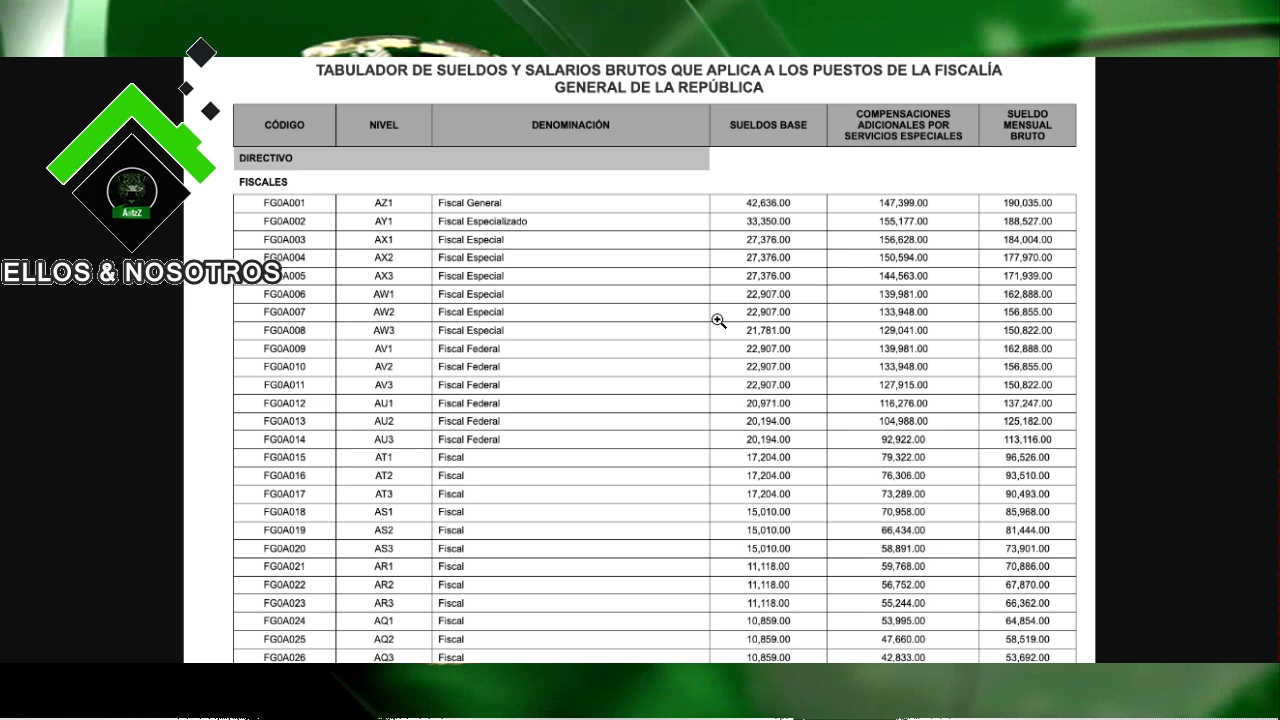 TABULADOR DE SUELDOS Y SALARIOS BRUTOS QUE APLICA A LOS PUESTOS DE LA FISCALÍA
GENERAL DE LA REPÚBLICA
CÓDIGO NIVEL DENOMINACIÓN SUELDOS BASE COMPENSACIONES ADICIONALES POR SERVICIOS ESPECIALES SUELDO MENSUAL BRUTO
DIRECTIVO
FISCALES
FG0A001 AZ1 Fiscal General 42,636.00 147,399.00 190,035.00
FG0A002 AY1 Fiscal Especializado 33,350.00 155,177.00 188,527.00
FG0A003 AX1 Fiscal Especial 27,376.00 156,628.00 184,004.00
FG0A004 AX2 Fiscal Especial 27,376.00 150,594.00 177,970.00
FG0A005 AX3 Fiscal Especial 27,376.00 144,563.00 171,939.00
FG0A006 AW1 Fiscal Especial 22,907.00 139,981.00 162,888.00
FG0A007 AW2 Fiscal Especial 22,907.00 133,948.00 156,855.00
FG0A008 AW3 Fiscal Especial 21,781.00 129,041.00 150,822.00
FG0A009 AV1 Fiscal Federal 22,907.00 139,981.00 162,888.00
FG0A010 AV2 Fiscal Federal 22,907.00 133,948.00 156,855.00
FG0A011 AV3 Fiscal Federal 22,907.00 127,915.00 150,822.00
FG0A012 AU1 Fiscal Federal 20,971.00 116,276.00 137,247.00
FG0A013 AU2 Fiscal Federal 20,194.00 104,988.00 125,182.00
FG0A014 AU3 Fiscal Federal 20,194.00 92,922.00 113,116.00
FG0A015 AT1 Fiscal 17,204.00 79,322.00 96,526.00
FG0A016 AT2 Fiscal 17,204.00 76,306.00 93,510.00
FG0A017 AT3 Fiscal 17,204.00 73,289.00 90,493.00
FG0A018 AS1 Fiscal 15,010.00 70,958.00 85,968.00
FG0A019 AS2 Fiscal 15,010.00 66,434.00 81,444.00
FG0A020 AS3 Fiscal 15,010.00 58,891.00 73,901.00
FG0A021 AR1 Fiscal 11,118.00 59,768.00 70,886.00
FG0A022 AR2 Fiscal 11,118.00 56,752.00 67,870.00
FG0A023 AR3 Fiscal 11,118.00 55,244.00 66,362.00
FG0A024 AQ1 Fiscal 10,859.00 53,995.00 64,854.00
FG0A025 AQ2 Fiscal 10,859.00 47,660.00 58,519.00
FG0A026 AQ3 Fiscal 10,859.00 42,833.00 53,692.00
ELLOS & NOSOTROS